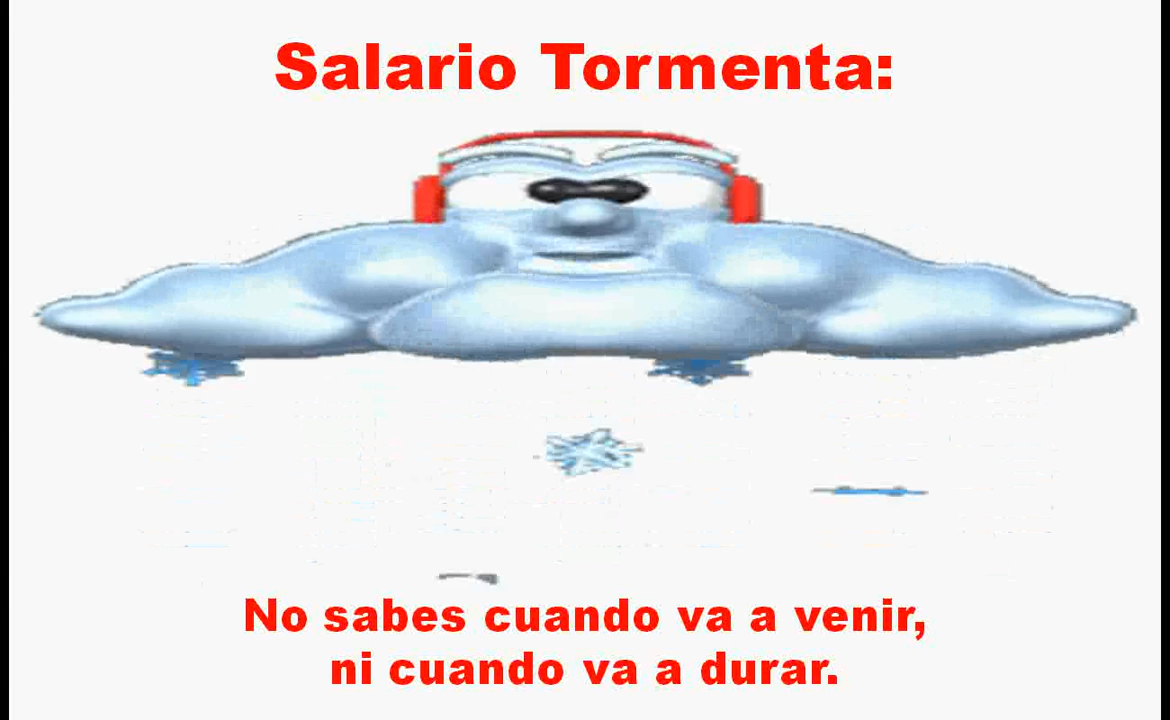 Salario Tormenta:
No sabes cuando va a venir,
ni cuando va a durar.